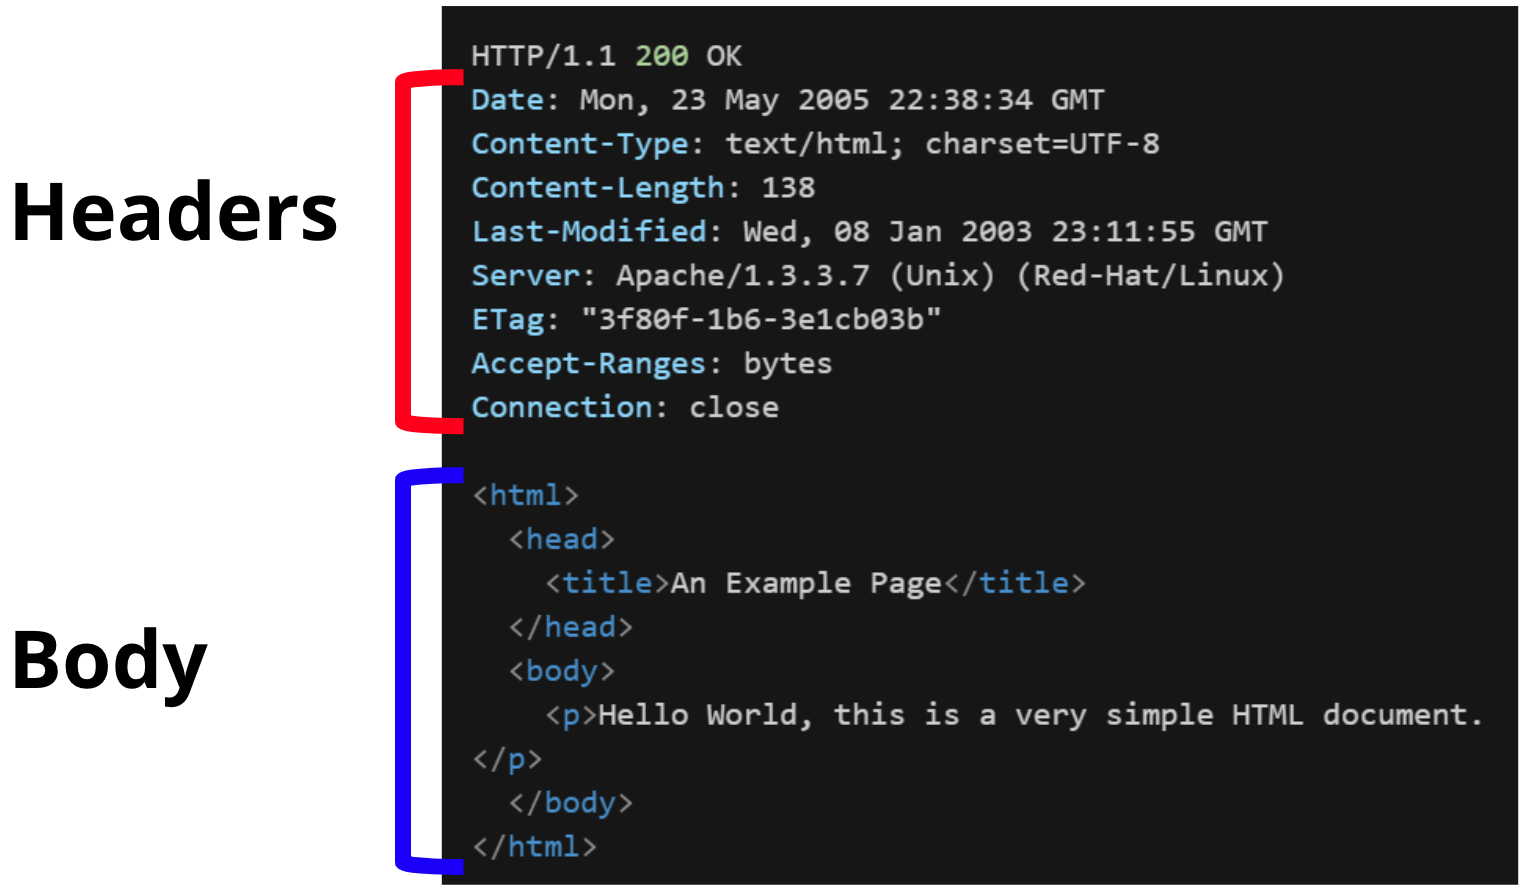 HTTP/1.1 200 OK
Date: Mon, 23 May 2005 22:38:34 GMT
Content-Type: text/html; charset=UTF-8
Headers
Content-Length: 138
Last-Modified: Wed, 08 Jan 2003 23:11:55 GMT
Server: Apache/1.3.3.7 (Unix) (Red-Hat/Linux)
ETag: "3f80f-1b6-3e1cb03b"
Accept-Ranges: bytes
Connection: close
<html>
  <head>
    <title>An Example Page</title>
  </head>
Body
  <body>
    <p>Hello World, this is a very simple HTML document.
</p>
  </body>
</html>